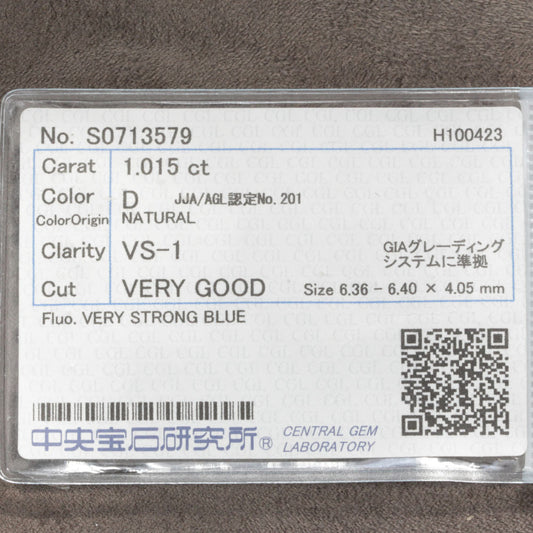 No. S0713579 H100423
Carat 1.015 ct
Color D JJA/AGL認定No.201
ColorOrigin NATURAL
Clarity VS-1 GIAグレーディング
システムに準拠
Cut VERY GOOD Size 6.36 - 6.40 × 4.05 mm
Fluo. VERY STRONG BLUE
中央宝石研究所® CENTRAL GEM
LABORATORY